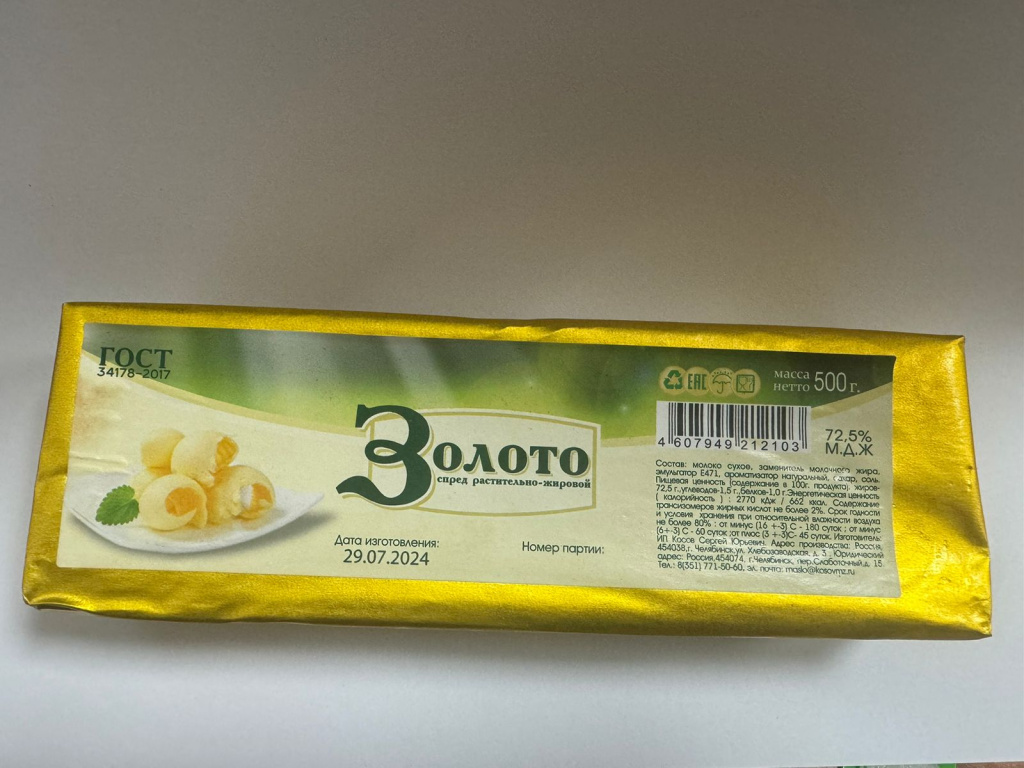 ГОСТ
34178-2017
ЗОЛОТО
спред растительно-жировой
Дата изготовления:
29.07.2024
Номер партии:
ЕАС
масса
нетто 500 г.
4 607949 212103
72,5%
М.Д.Ж
Состав: молоко сухое, заменитель молочного жира,
эмульгатор Е471, ароматизатор натуральный, сахар, соль.
Пищевая ценность (содержание в 100г. продукта): жиров-
72,5 г.,углеводов-1,5 г.,белков-1,0 г.Энергетическая ценность
( калорийность ) : 2770 кДж / 662 ккал. Содержание
трансизомеров жирных кислот не более 2%. Срок годности
и условия хранения при относительной влажности воздуха
не более 80% : от минус (16 +-3) С - 180 суток ; от минус
(6+-3) С - 60 суток ;от плюс (3 +-3)С- 45 суток. Изготовитель:
ИП Косов Сергей Юрьевич. Адрес производства: Россия,
454038,г. Челябинск,ул. Хлебозаводская, д. 3 . Юридический
адрес: Россия,454074, г.Челябинск, пер.Слаботочный,д. 15.
Тел.: 8(351) 771-50-60, эл. почта: maslo@kosovmz.ru